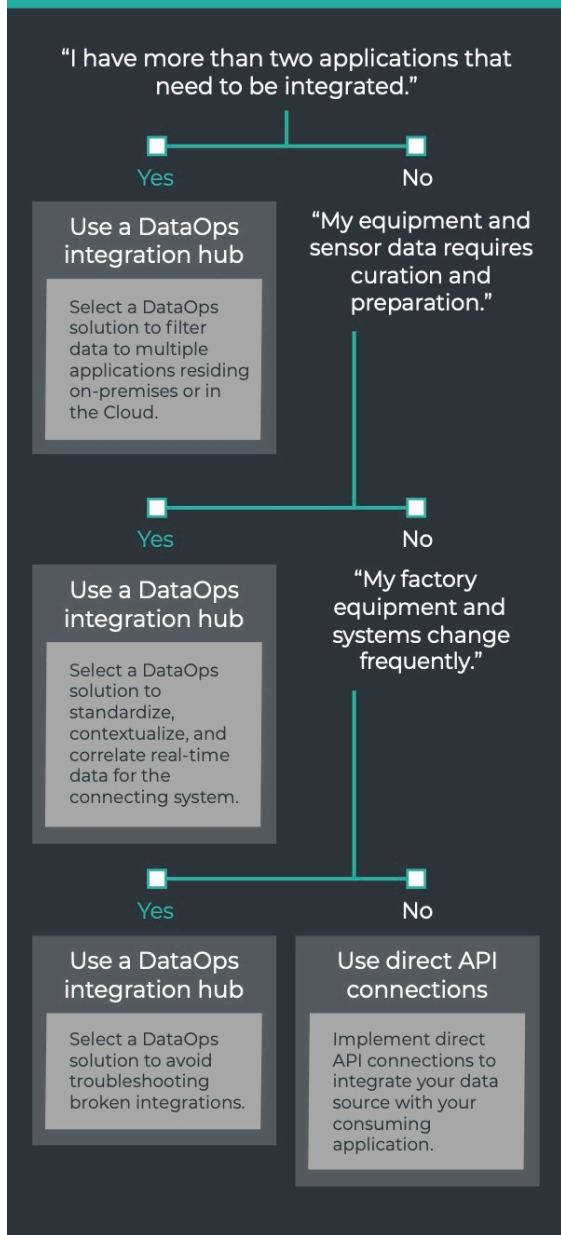 “I have more than two applications that
need to be integrated.”
Yes
No
Use a DataOps
integration hub
Select a DataOps
solution to filter
data to multiple
applications residing
on-premises or in
the Cloud.
“My equipment and
sensor data requires
curation and
preparation.”
Yes
No
Use a DataOps
integration hub
Select a DataOps
solution to
standardize,
contextualize, and
correlate real-time
data for the
connecting system.
“My factory
equipment and
systems change
frequently.”
Yes
No
Use a DataOps
integration hub
Select a DataOps
solution to avoid
troubleshooting
broken integrations.
Use direct API
connections
Implement direct
API connections to
integrate your data
source with your
consuming
application.